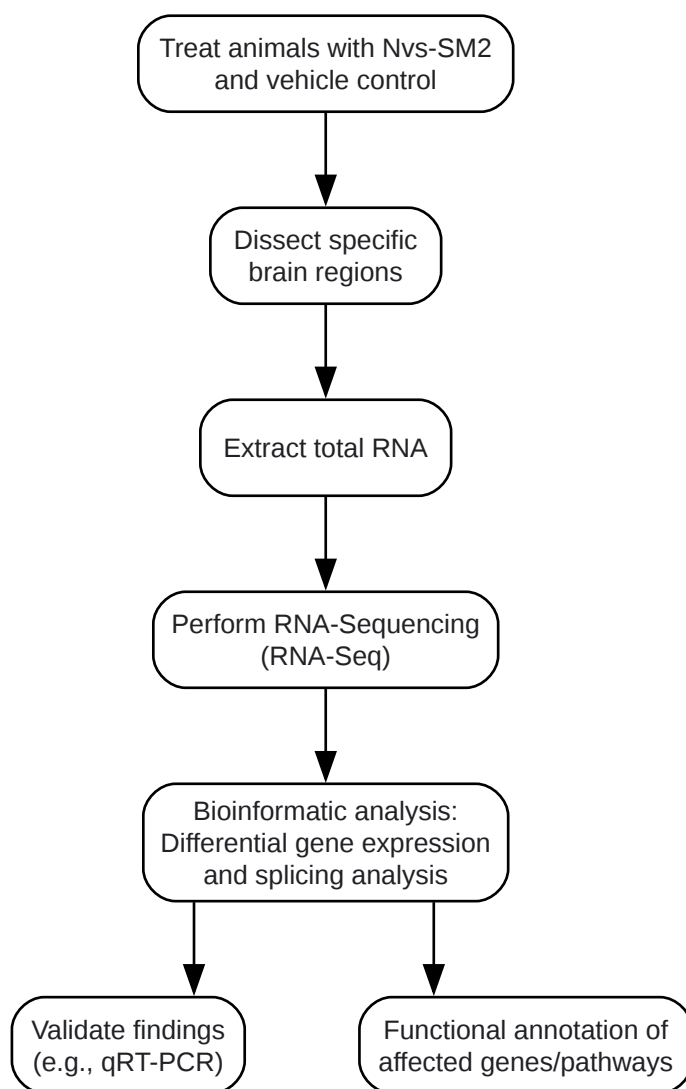 Treat animals with Nvs-SM2
and vehicle control
Dissect specific
brain regions
Extract total RNA
Perform RNA-Sequencing
(RNA-Seq)
Bioinformatic analysis:
Differential gene expression
and splicing analysis
Validate findings
(e.g., qRT-PCR)
Functional annotation of
affected genes/pathways